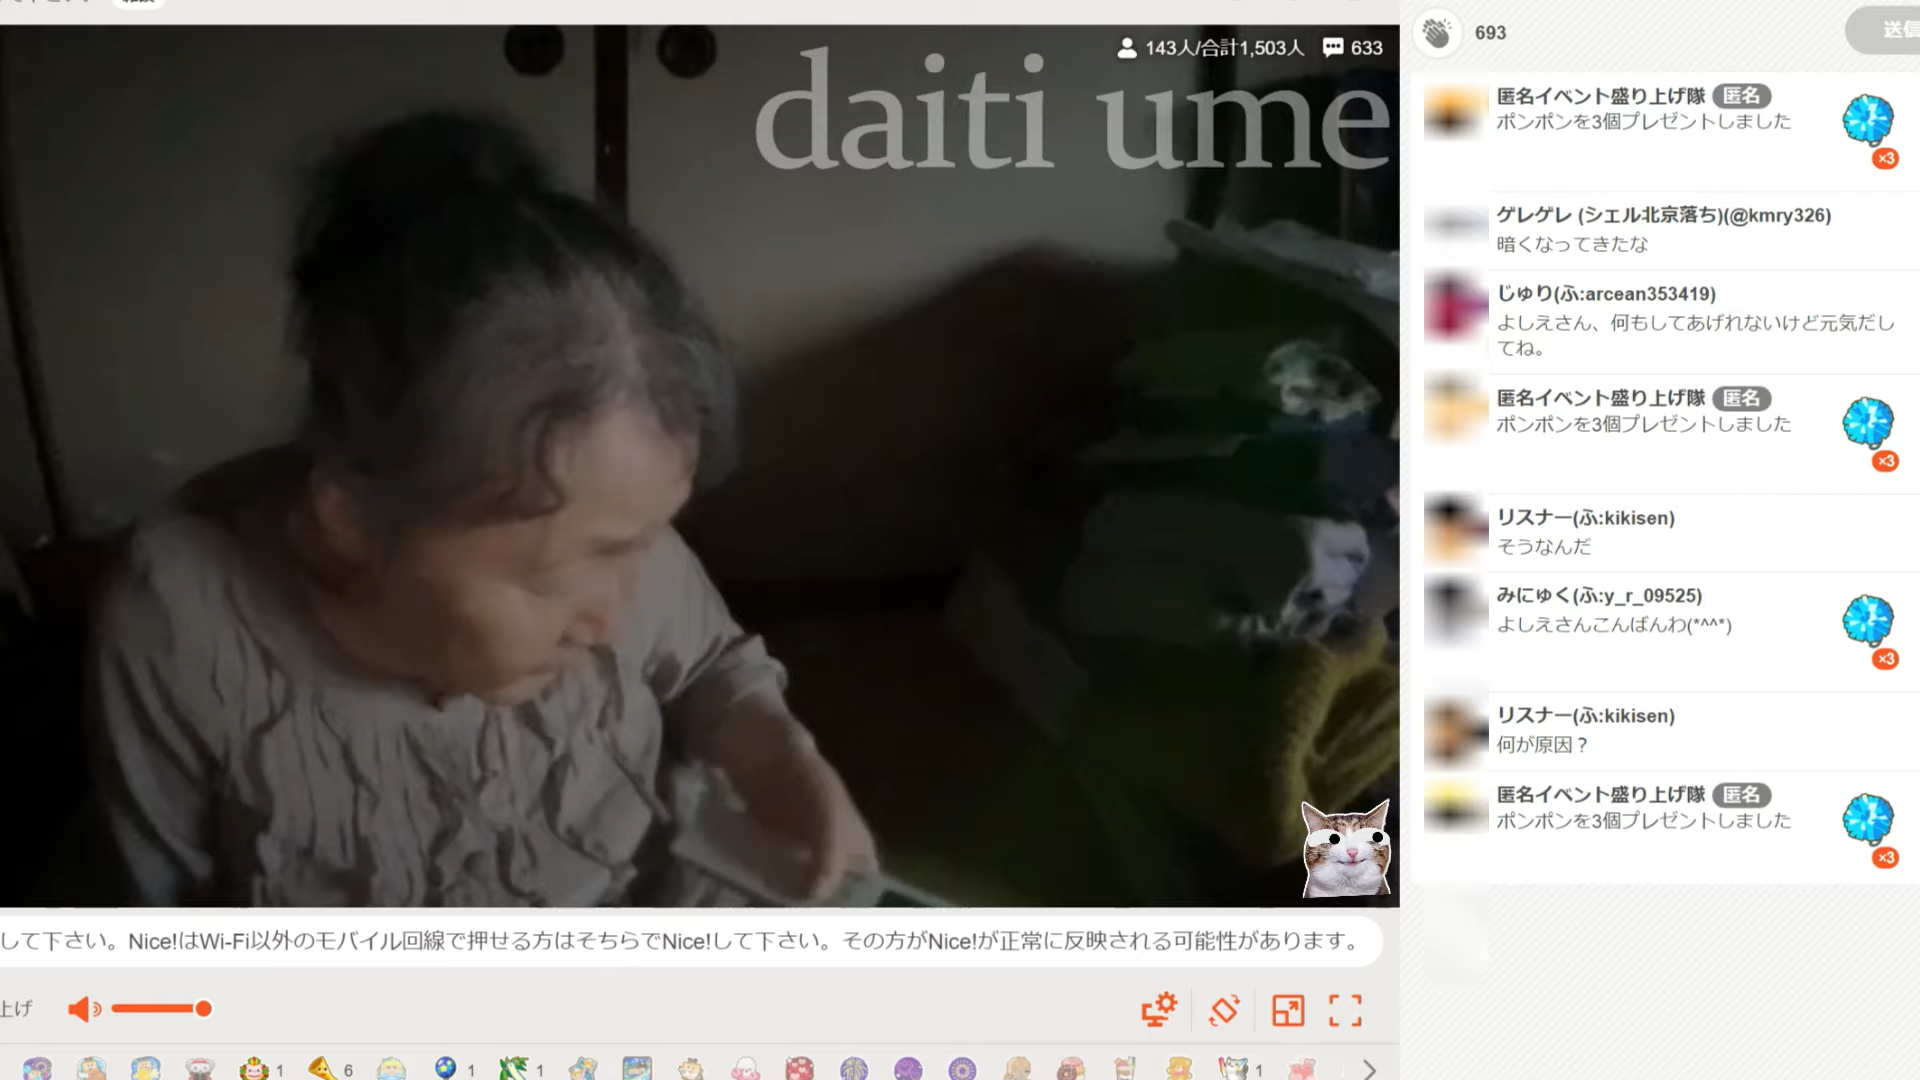 143人/合計1,503人 633
daiti ume
して下さい。Nice!はWi-Fi以外のモバイル回線で押せる方はそちらでNice!して下さい。その方がNice!が正常に反映される可能性があります。
上げ
1
6
1
1
1
693
送信
匿名イベント盛り上げ隊 匿名
ポンポンを3個プレゼントしました
×3
ゲレゲレ (シェル北京落ち)(@kmry326)
暗くなってきたな
じゅり(ふ:arcean353419)
よしえさん、何もしてあげれないけど元気だし
てね。
匿名イベント盛り上げ隊 匿名
ポンポンを3個プレゼントしました
×3
リスナー(ふ:kikisen)
そうなんだ
みにゅく(ふ:y_r_09525)
よしえさんこんばんわ(*^^*)
×3
リスナー(ふ:kikisen)
何が原因？
匿名イベント盛り上げ隊 匿名
ポンポンを3個プレゼントしました
×3